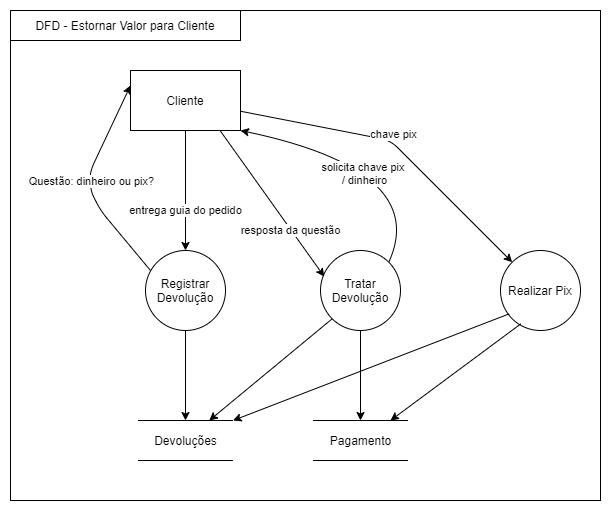 DFD - Estornar Valor para Cliente
Cliente
chave pix
solicita chave pix
/ dinheiro
Questão: dinheiro ou pix?
entrega guia do pedido
resposta da questão
Registrar
Devolução
Tratar
Devolução
Realizar Pix
Devoluções
Pagamento